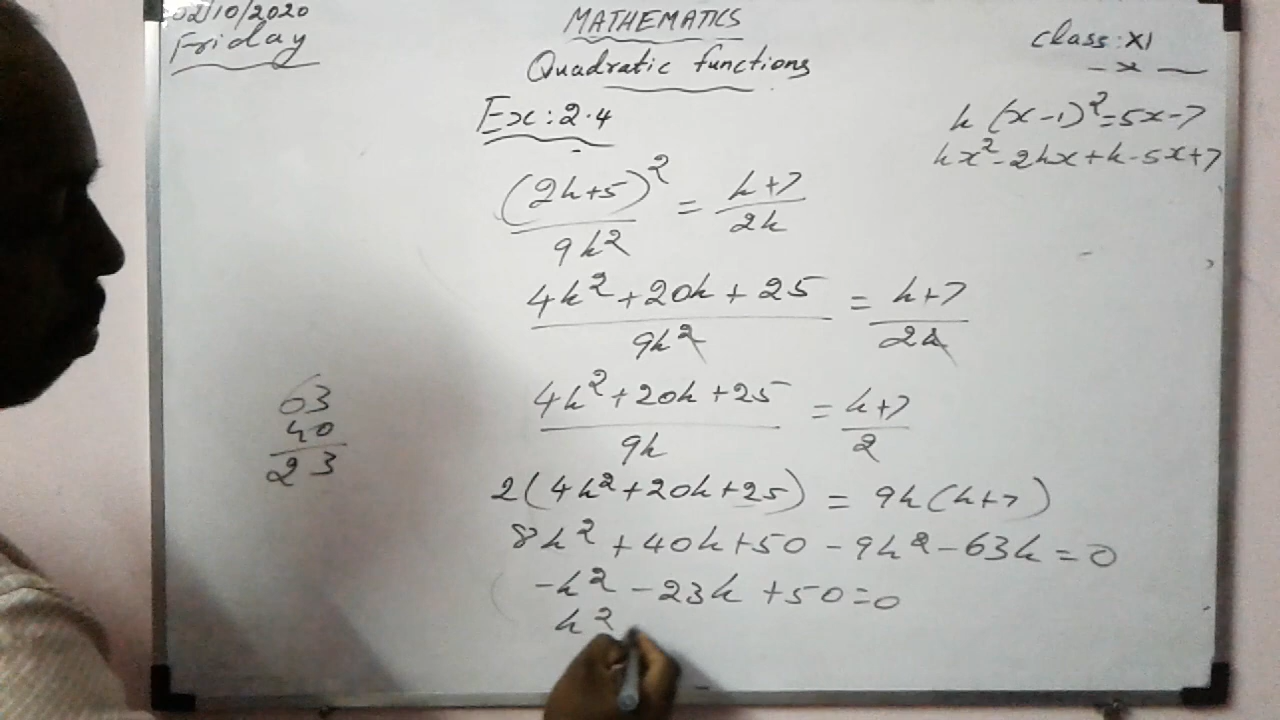 02/10/2020
Friday
MATHEMATICS
Quadratic functions
Class: XI
- x —
Ex: 2.4
k (x-1)² = 5x-7
kx² - 2kx + k - 5x + 7
(2k+5)² / 9k² = k+7 / 2k
4k² + 20k + 25 / 9k² = k+7 / 2k
4k² + 20k + 25 / 9k = k+7 / 2
2(4k² + 20k + 25) = 9k(k+7)
8k² + 40k + 50 - 9k² - 63k = 0
-k² - 23k + 50 = 0
k²
63
40
23